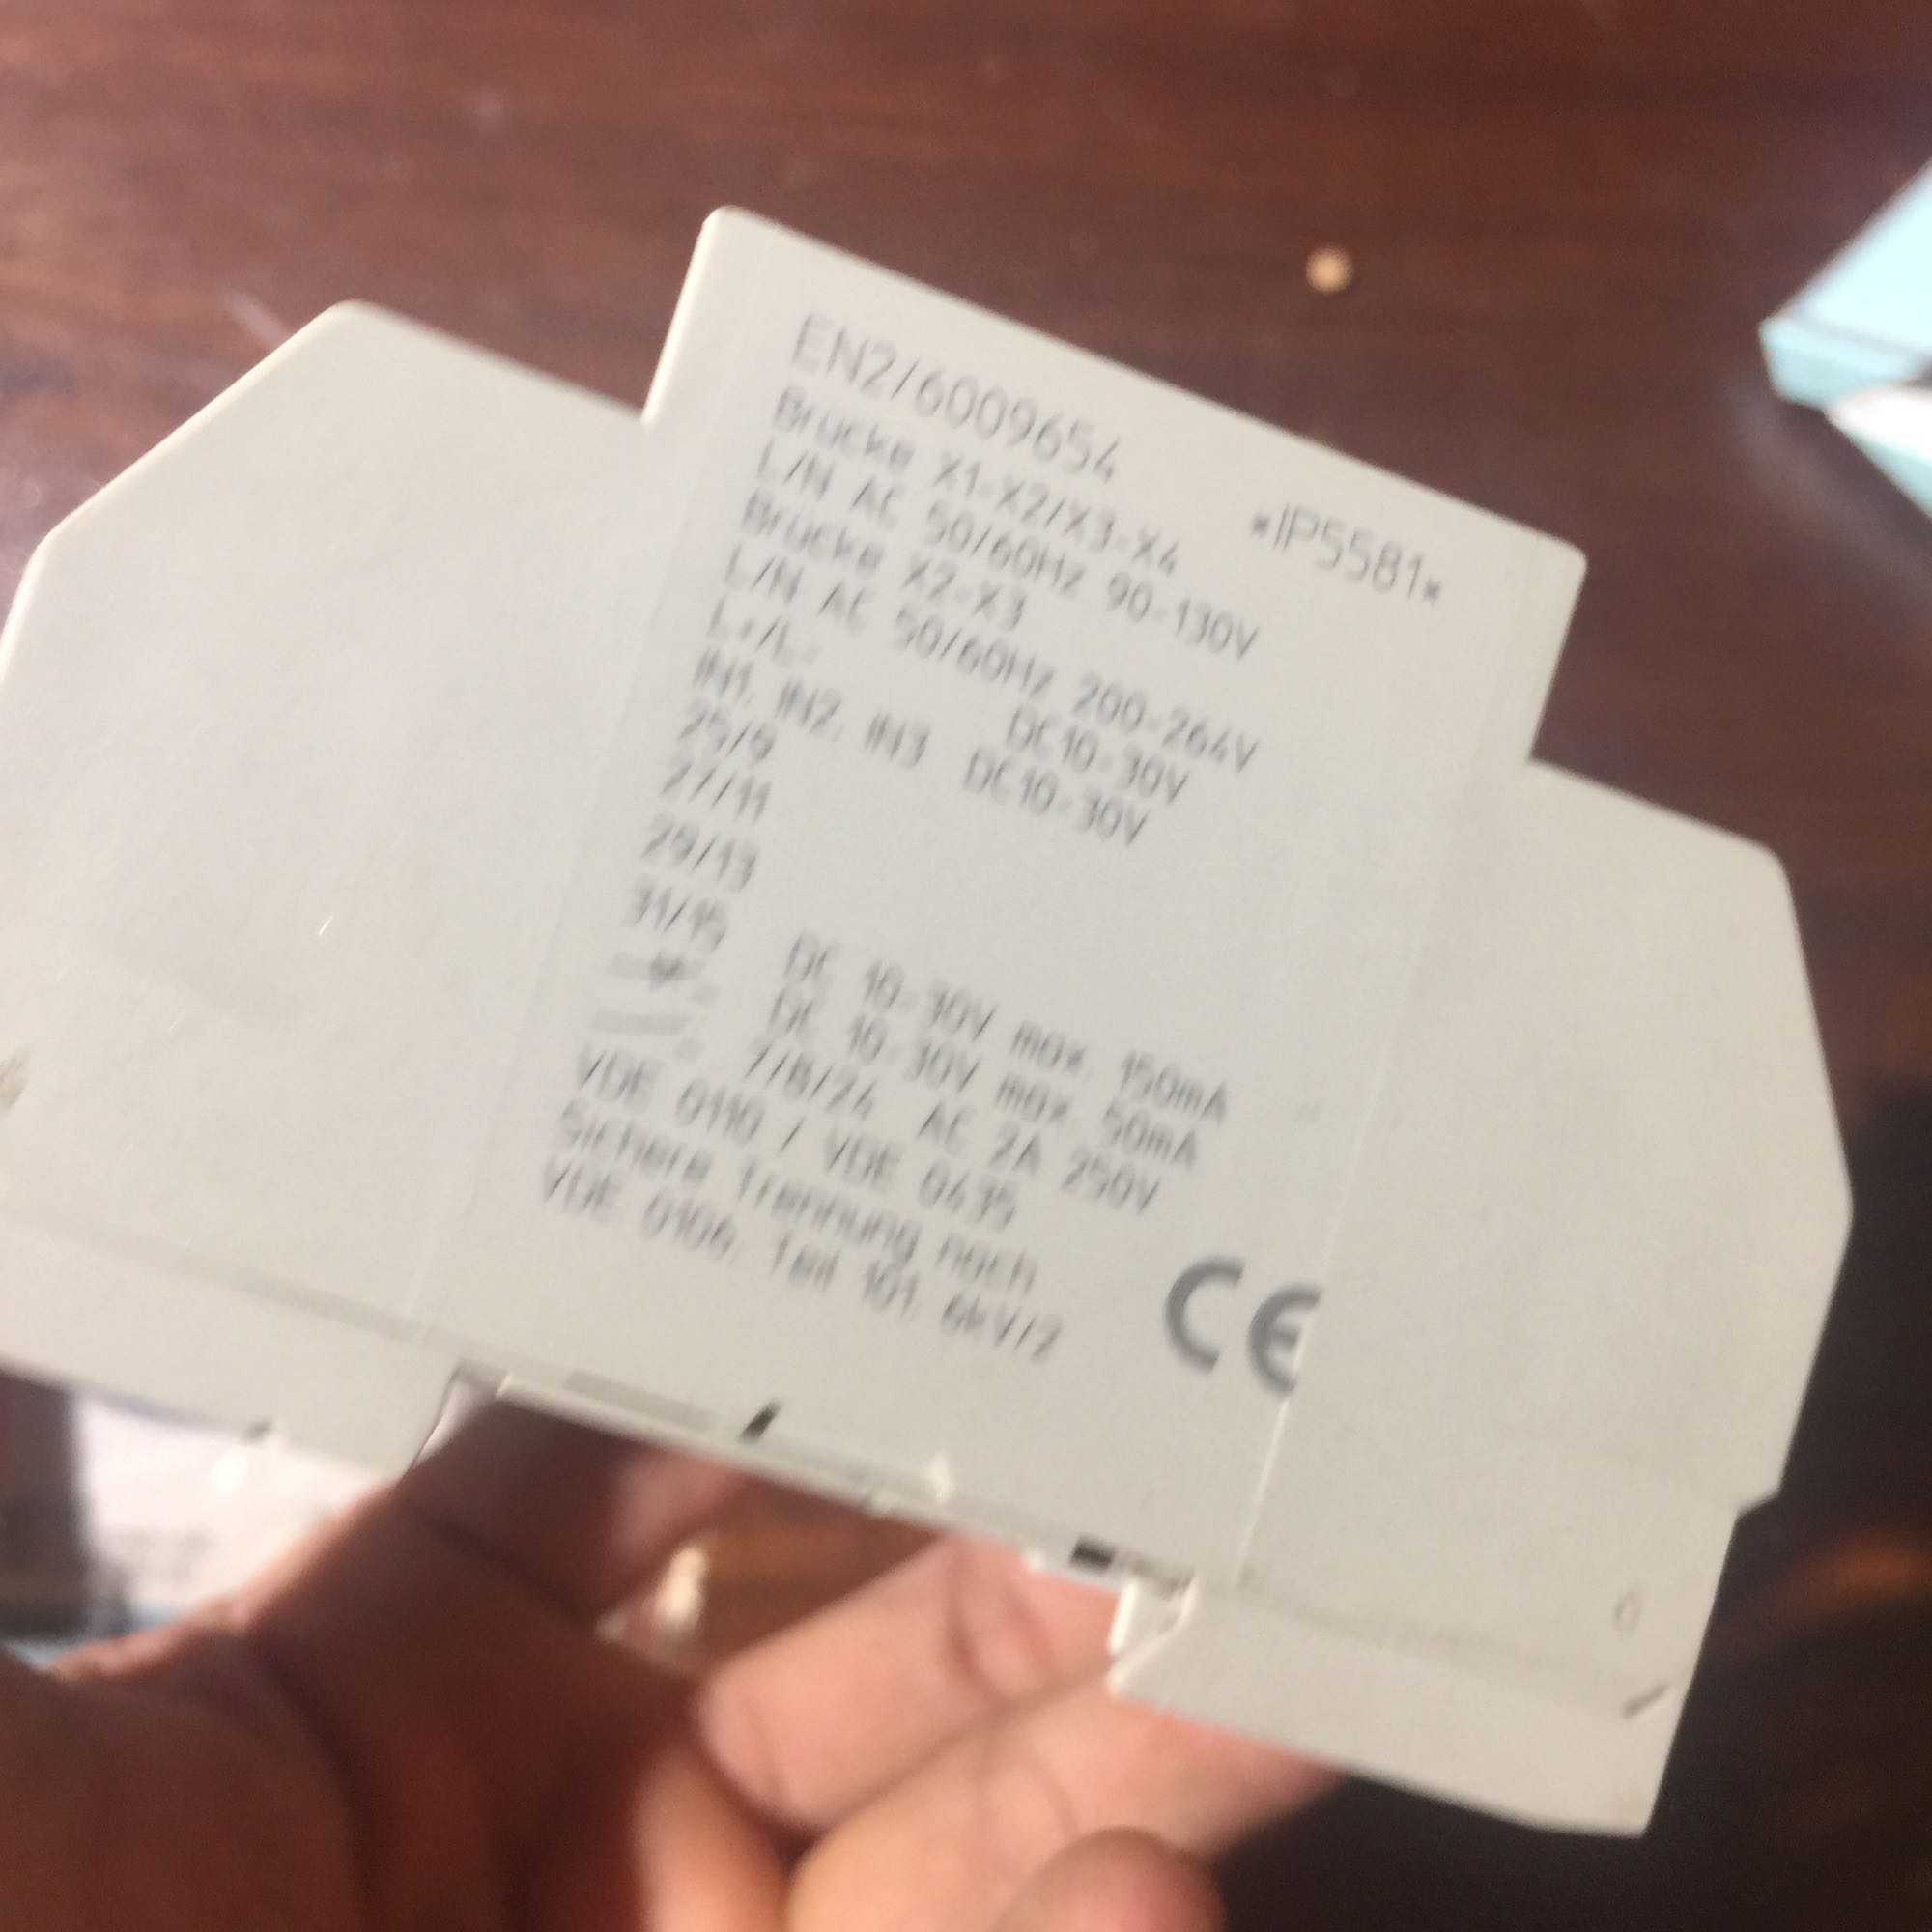 EN2/6009654
*IP5581*
Brücke X1-X2/X3-X4
L/N AC 50/60Hz 90-130V
Brücke X2-X3
L/N AC 50/60Hz 200-264V
L+/L- DC10-30V
IN1, IN2, IN3 DC10-30V
25/9
27/11
29/13
31/15
DC 10-30V max. 150mA
DC 10-30V max. 50mA
7/8/24 AC 2A 250V
VDE 0110 / VDE 0435
Sichere Trennung nach
VDE 0106, Teil 101, 6kV/2
CE